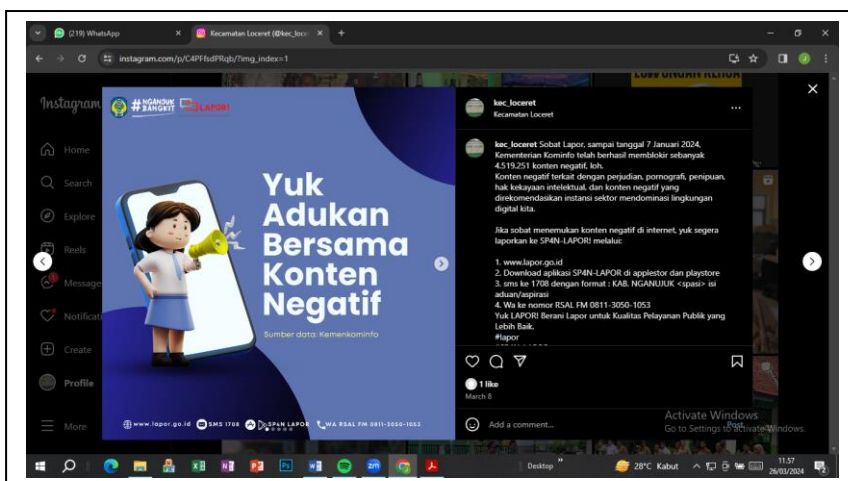 (219) WhatsApp
Kecamatan Loceret (@kec_loce
instagram.com/p/C4PFfsdPRqb/?img_index=1
Instagram
Home
Search
Explore
Reels
Message
Notificati
Create
Profile
More
# NGANJUK
BANGKIT
LAPOR!
Yuk
Adukan
Bersama
Konten
Negatif
Sumber data: Kemenkominfo
www.lapor.go.id
SMS 1708
SP4N LAPOR
WA RSAL FM 0811-3050-1053
kec_loceret
Kecamatan Loceret
kec_loceret Sobat Lapor, sampai tanggal 7 Januari 2024,
Kementerian Kominfo telah berhasil memblokir sebanyak
4.519.251 konten negatif, loh.
Konten negatif terkait dengan perjudian, pornografi, penipuan,
hak kekayaan intelektual, dan konten negatif yang
direkomendasikan instansi sektor mendominasi lingkungan
digital kita.
Jika sobat menemukan konten negatif di internet, yuk segera
laporkan ke SP4N-LAPOR! melalui:
1. www.lapor.go.id
2. Download aplikasi SP4N-LAPOR di applestor dan playstore
3. sms ke 1708 dengan format : KAB. NGANUJUK <spasi> isi
aduan/aspirasi
4. Wa ke nomor RSAL FM 0811-3050-1053
Yuk LAPOR! Berani Lapor untuk Kualitas Pelayanan Publik yang
Lebih Baik.
#lapor
1 like
March 8
Add a comment...
Post
Activate Windows
Go to Settings to activate Windows.
Desktop
28°C Kabut
11.57
26/03/2024